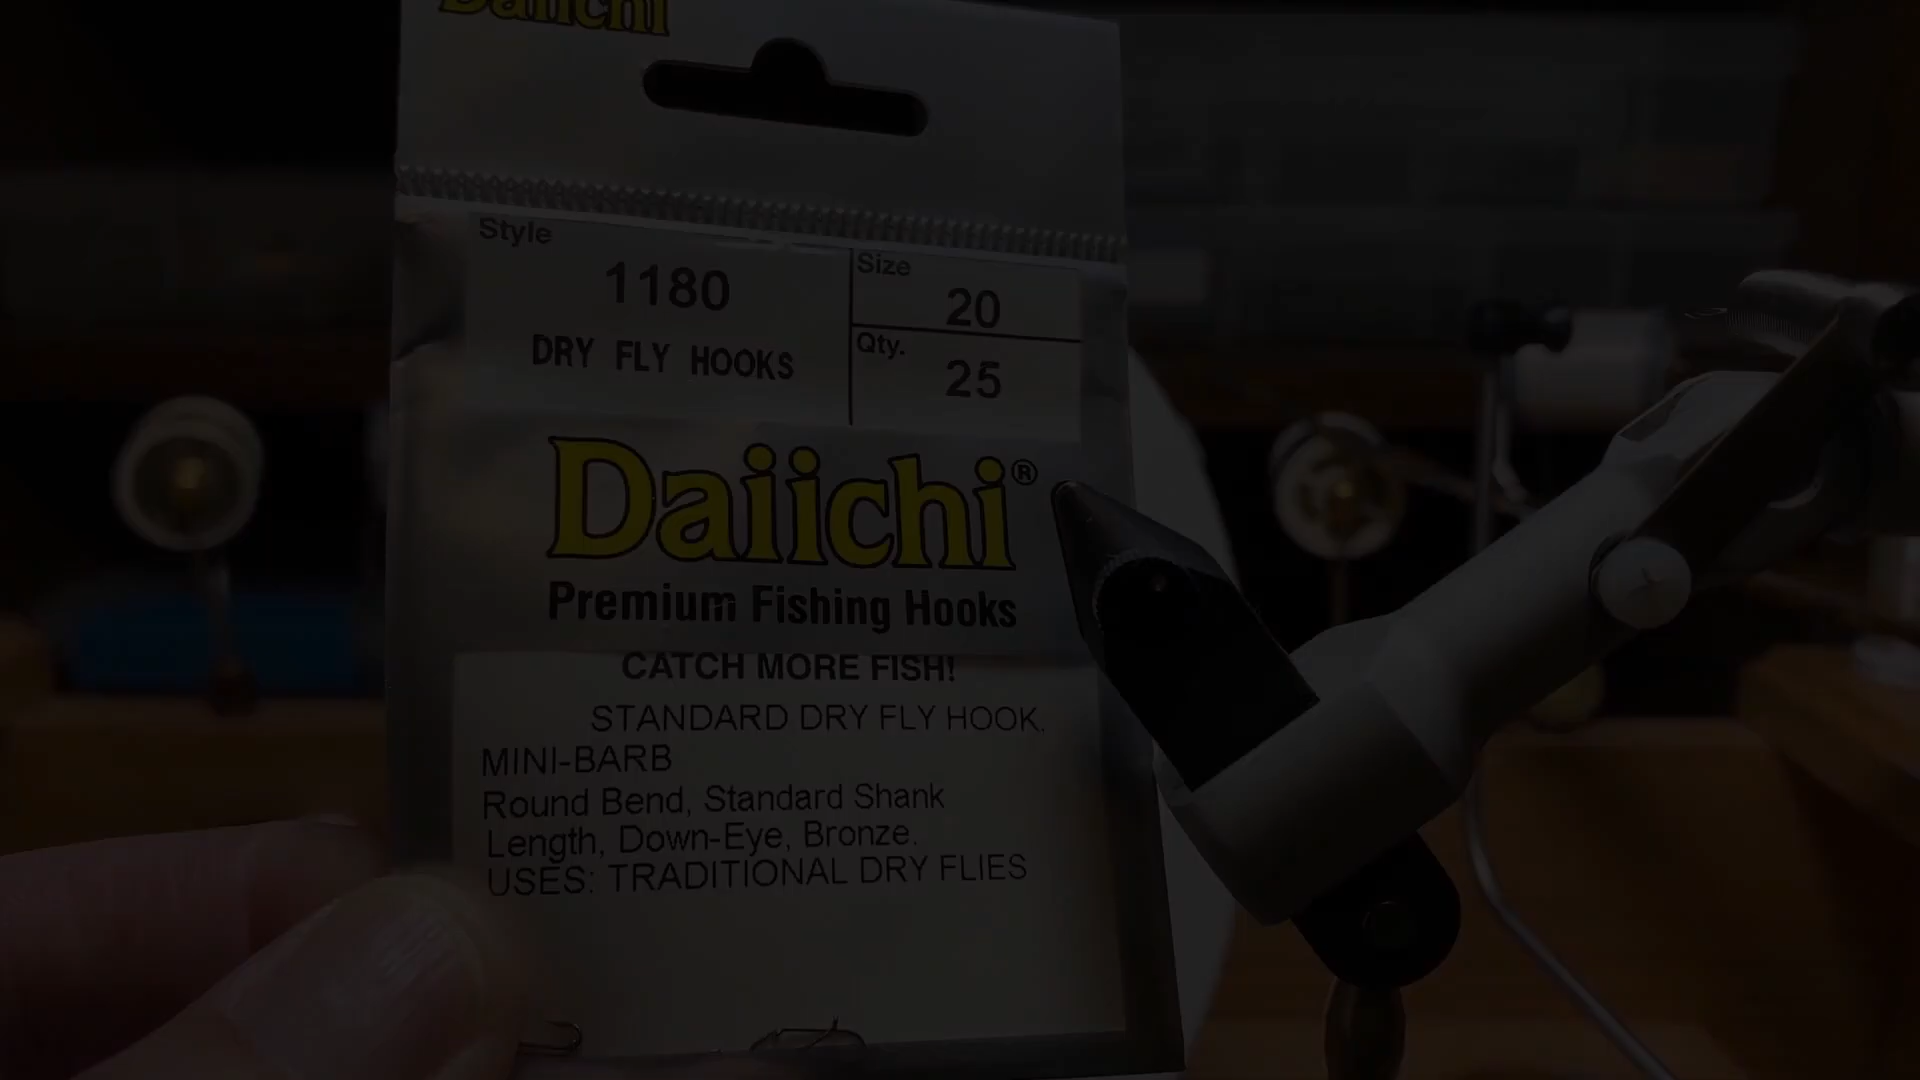 Daiichi
Style
1180
DRY FLY HOOKS
Size
20
Qty.
25
Daiichi®
Premium Fishing Hooks
CATCH MORE FISH!
STANDARD DRY FLY HOOK,
MINI-BARB
Round Bend, Standard Shank
Length, Down-Eye, Bronze.
USES: TRADITIONAL DRY FLIES